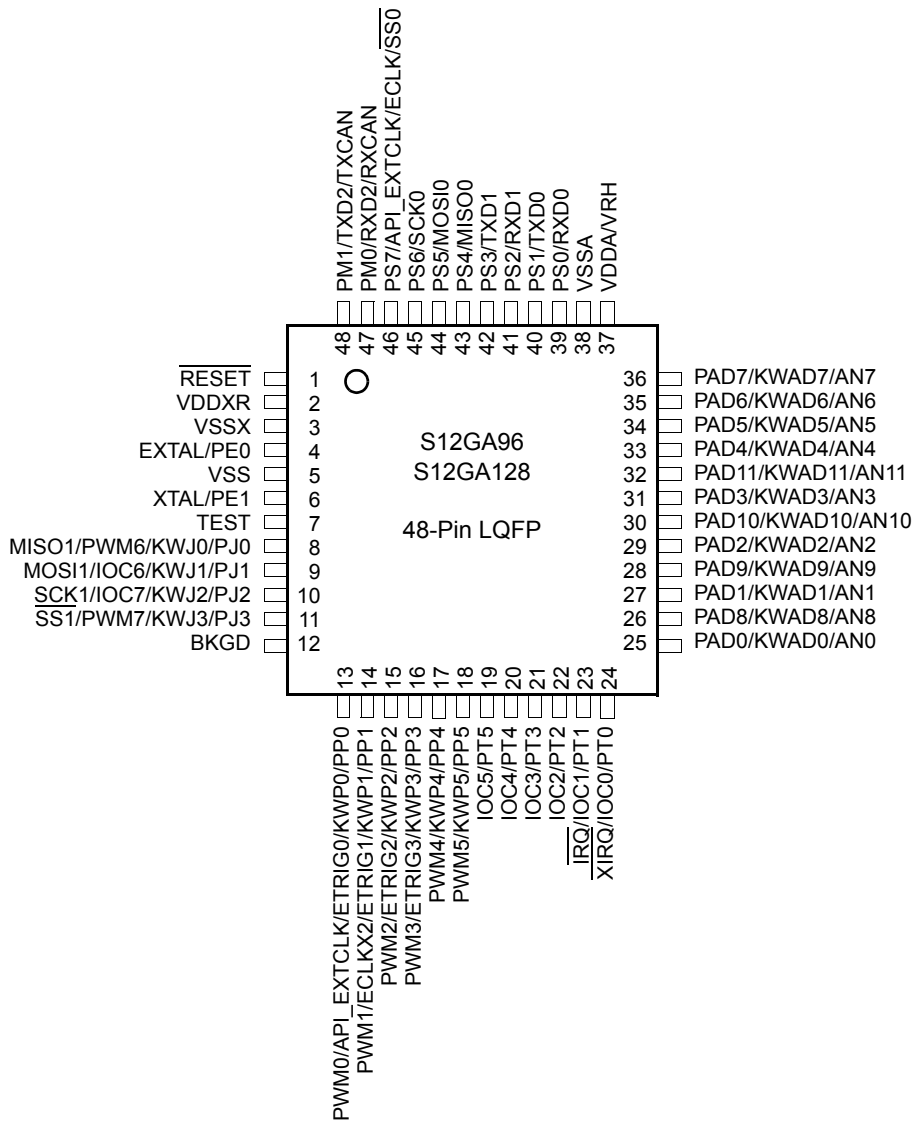 PM1/TXD2/TXCAN
PM0/RXD2/RXCAN
PS7/API_EXTCLK/ECLK/SS0
PS6/SCK0
PS5/MOSI0
PS4/MISO0
PS3/TXD1
PS2/RXD1
PS1/TXD0
PS0/RXD0
VSSA
VDDA/VRH
48
47
46
45
44
43
42
41
40
39
38
37
RESET 1
VDDXR 2
VSSX 3
EXTAL/PE0 4
VSS 5
XTAL/PE1 6
TEST 7
MISO1/PWM6/KWJ0/PJ0 8
MOSI1/IOC6/KWJ1/PJ1 9
SCK1/IOC7/KWJ2/PJ2 10
SS1/PWM7/KWJ3/PJ3 11
BKGD 12
S12GA96
S12GA128
48-Pin LQFP
36 PAD7/KWAD7/AN7
35 PAD6/KWAD6/AN6
34 PAD5/KWAD5/AN5
33 PAD4/KWAD4/AN4
32 PAD11/KWAD11/AN11
31 PAD3/KWAD3/AN3
30 PAD10/KWAD10/AN10
29 PAD2/KWAD2/AN2
28 PAD9/KWAD9/AN9
27 PAD1/KWAD1/AN1
26 PAD8/KWAD8/AN8
25 PAD0/KWAD0/AN0
13
14
15
16
17
18
19
20
21
22
23
24
PWM0/API_EXTCLK/ETRIG0/KWP0/PP0
PWM1/ECLKX2/ETRIG1/KWP1/PP1
PWM2/ETRIG2/KWP2/PP2
PWM3/ETRIG3/KWP3/PP3
PWM4/KWP4/PP4
PWM5/KWP5/PP5
IOC5/PT5
IOC4/PT4
IOC3/PT3
IOC2/PT2
IRQ/IOC1/PT1
XIRQ/IOC0/PT0